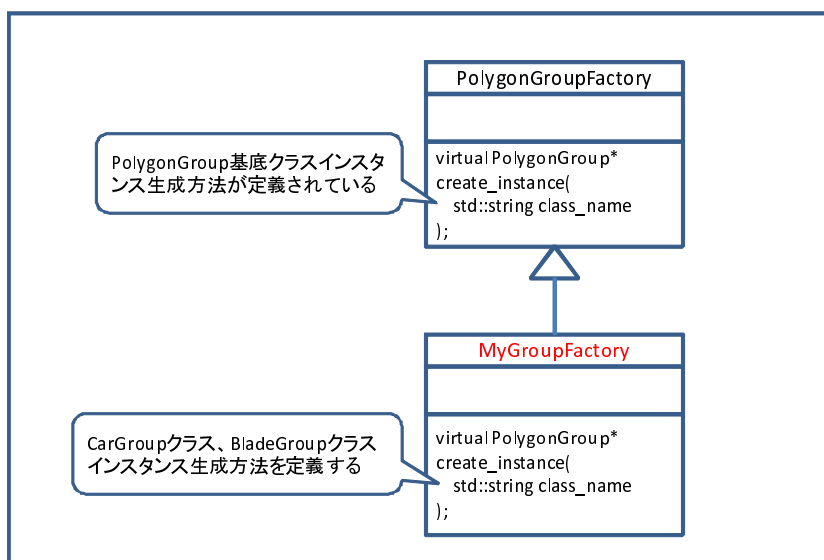 PolygonGroupFactory
PolygonGroup基底クラスインスタ
ンス生成方法が定義されている
virtual PolygonGroup*
create_instance(
std::string class_name
);
MyGroupFactory
CarGroupクラス、BladeGroupクラス
インスタンス生成方法を定義する
virtual PolygonGroup*
create_instance(
std::string class_name
);